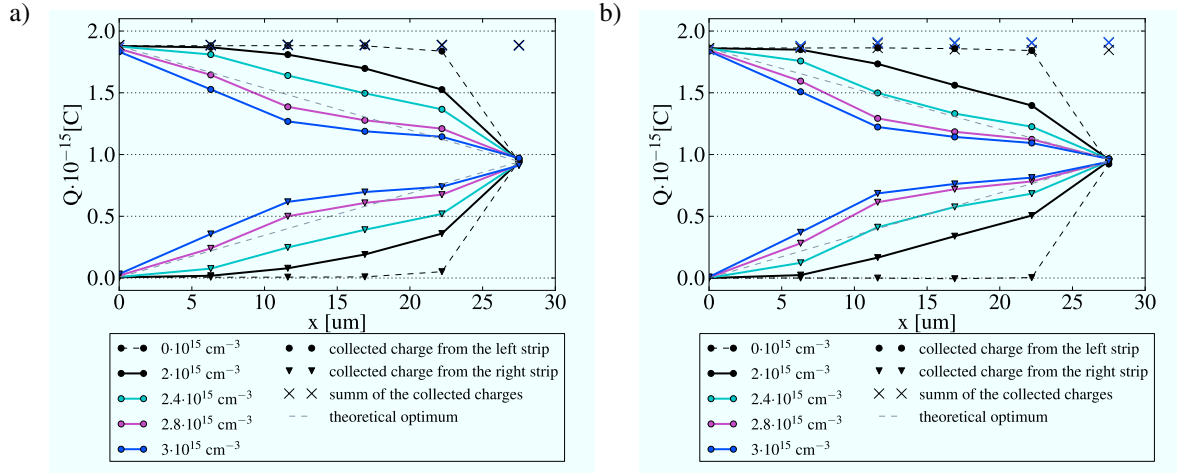 a)
2.0
1.5
1.0
0.5
0.0
Q·10⁻¹⁵[C]
0 5 10 15 20 25 30
x [um]
0·10¹⁵ cm⁻³
2·10¹⁵ cm⁻³
2.4·10¹⁵ cm⁻³
2.8·10¹⁵ cm⁻³
3·10¹⁵ cm⁻³
collected charge from the left strip
collected charge from the right strip
summ of the collected charges
theoretical optimum
b)
2.0
1.5
1.0
0.5
0.0
Q·10⁻¹⁵[C]
0 5 10 15 20 25 30
x [um]
0·10¹⁵ cm⁻³
2·10¹⁵ cm⁻³
2.4·10¹⁵ cm⁻³
2.8·10¹⁵ cm⁻³
3·10¹⁵ cm⁻³
collected charge from the left strip
collected charge from the right strip
summ of the collected charges
theoretical optimum